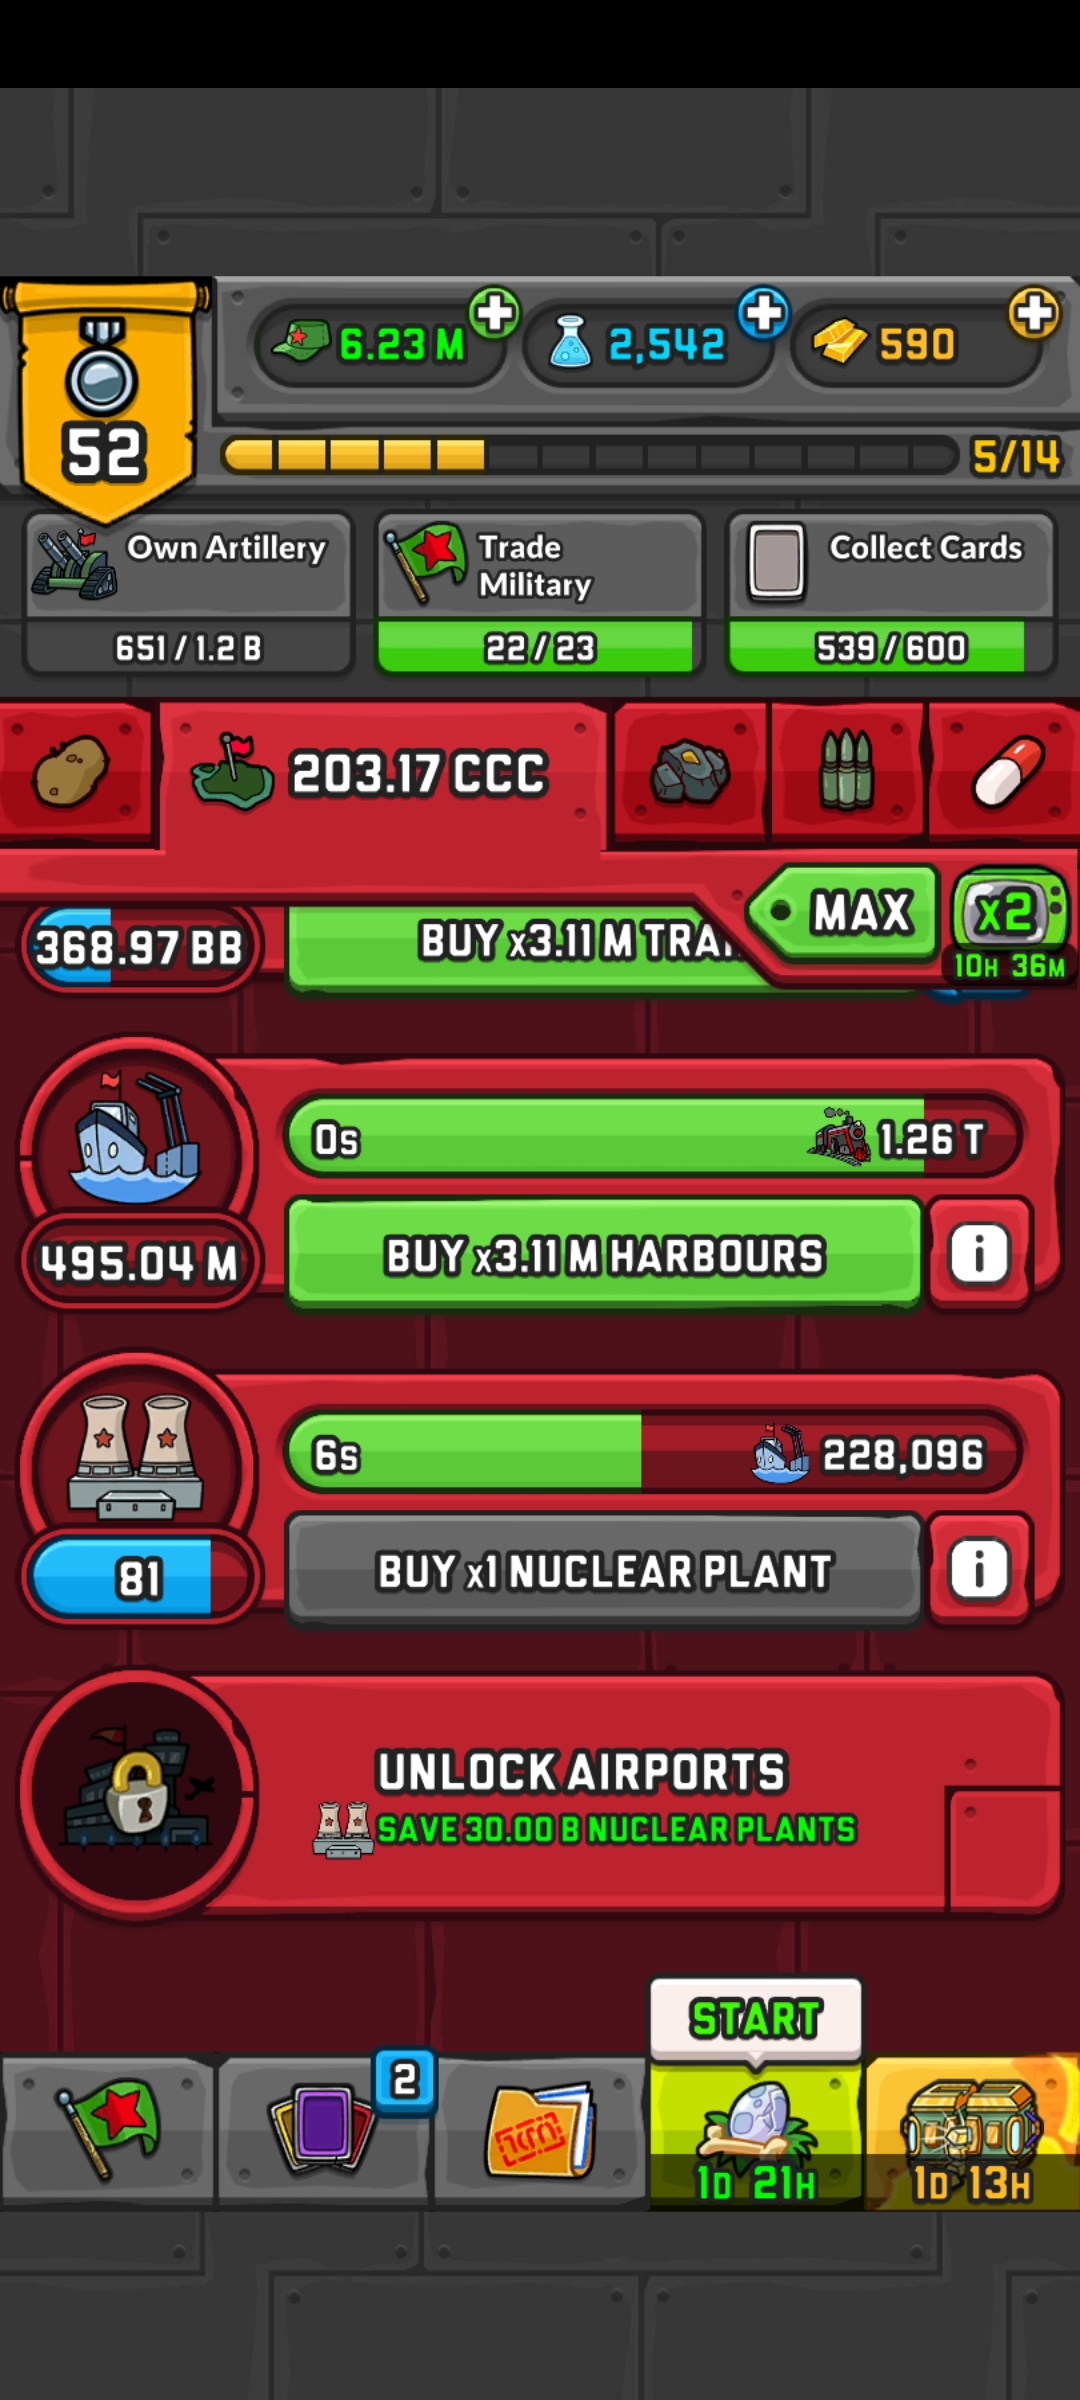 6.23 M
2,542
590
52
5/14
Own Artillery
651 / 1.2 B
Trade
Military
22 / 23
Collect Cards
539 / 600
203.17 CCC
MAX
x2
10H 36M
368.97 BB
BUY x3.11 M
0s
1.26 T
495.04 M
BUY x3.11 M HARBOURS
i
6s
228,096
81
BUY x1 NUCLEAR PLANT
i
UNLOCK AIRPORTS
SAVE 30.00 B NUCLEAR PLANTS
START
2
1D 21H
1D 13H